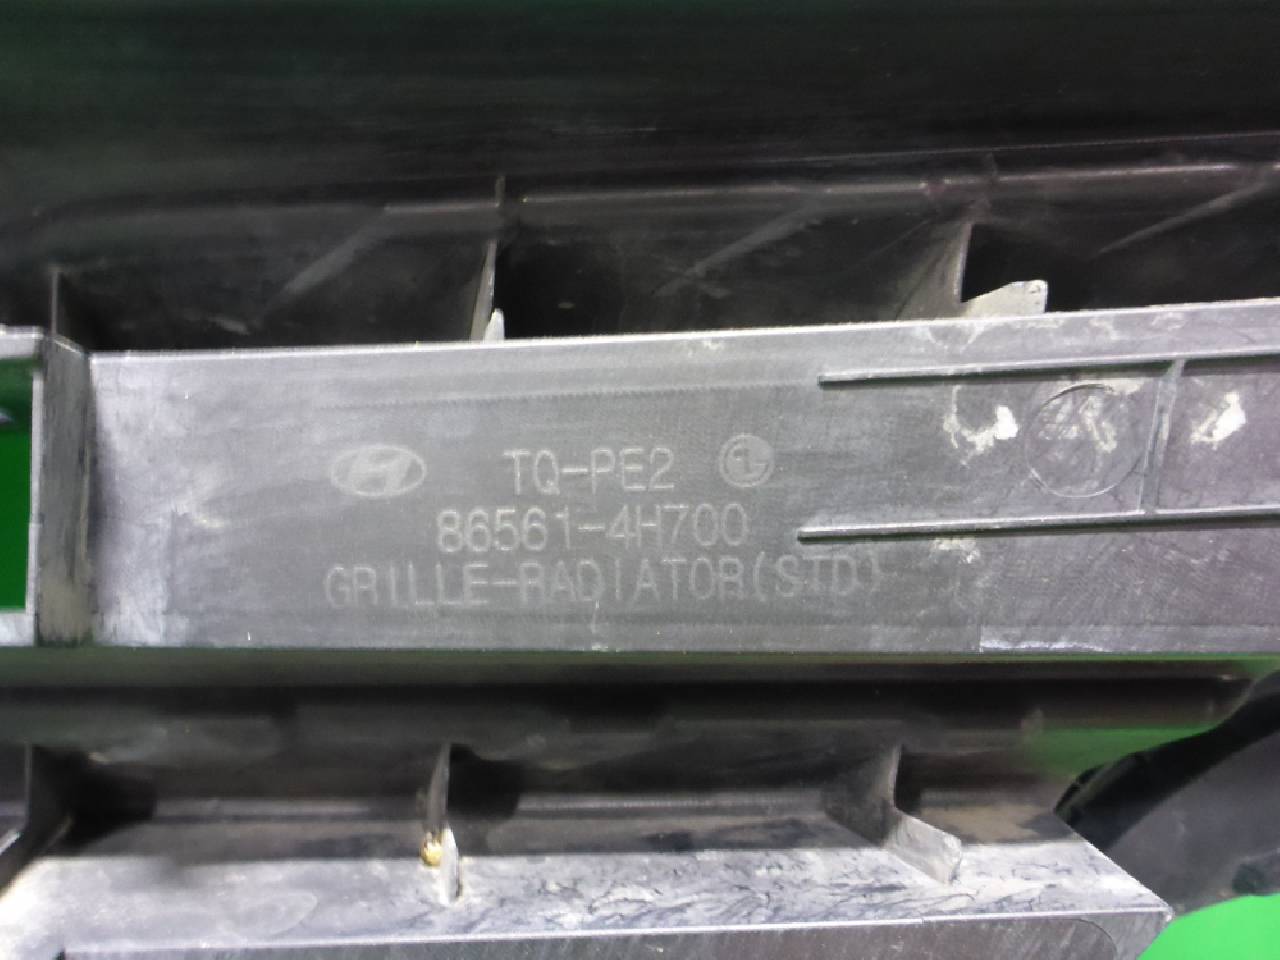 TQ-PE2
86561-4H700
GRILLE-RADIATOR(STD)